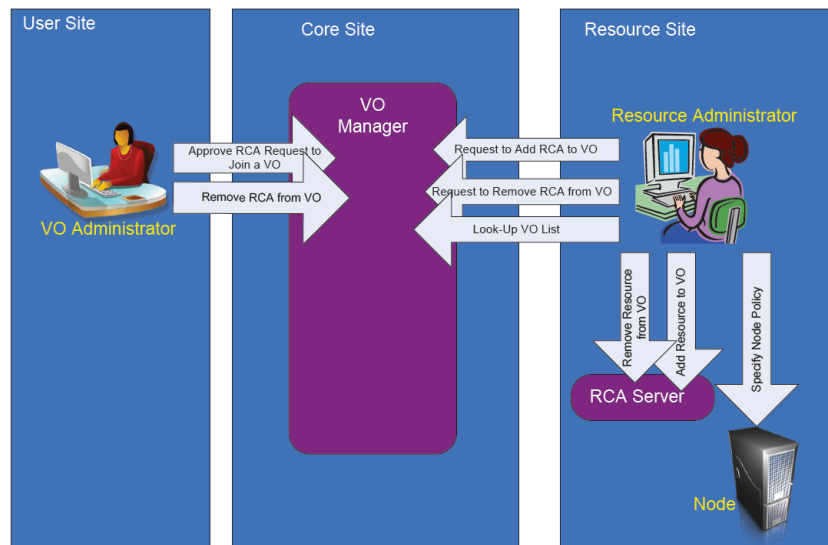 User Site
Core Site
Resource Site
VO
Manager
Resource Administrator
VO Administrator
Approve RCA Request to
Join a VO
Remove RCA from VO
Request to Add RCA to VO
Request to Remove RCA from VO
Look-Up VO List
Remove Resource
from VO
Add Resource to VO
Specify Node Policy
RCA Server
Node